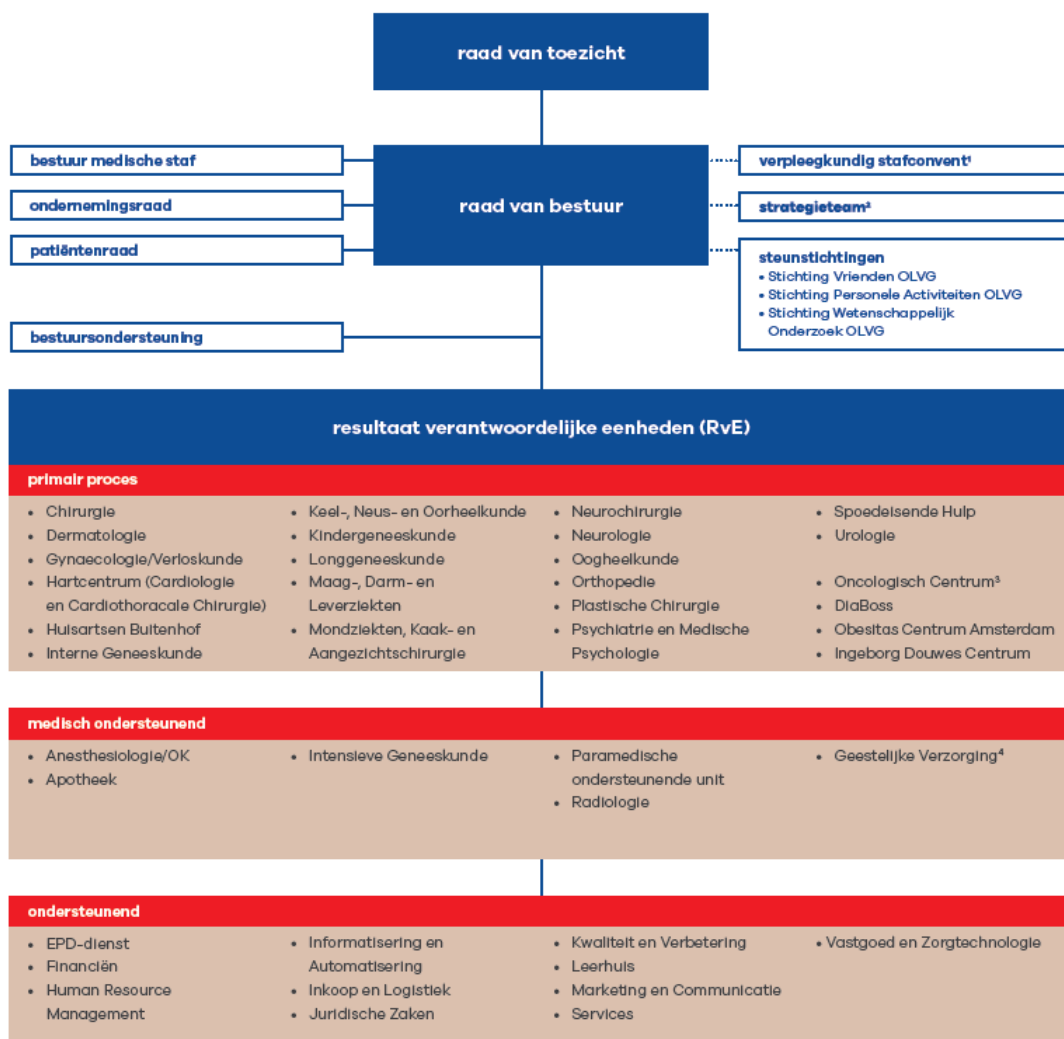 raad van toezicht
bestuur medische staf
ondernemingsraad
patiëntenraad
raad van bestuur
verpleegkundig stafconvent¹
strategieteam²
steunstichtingen
• Stichting Vrienden OLVG
• Stichting Personele Activiteiten OLVG
• Stichting Wetenschappelijk
Onderzoek OLVG
bestuursondersteuning
resultaat verantwoordelijke eenheden (RvE)
primair proces
• Chirurgie
• Dermatologie
• Gynaecologie/Verloskunde
• Hartcentrum (Cardiologie
en Cardiothoracale Chirurgie)
• Huisartsen Buitenhof
• Interne Geneeskunde
• Keel-, Neus- en Oorheelkunde
• Kindergeneeskunde
• Longgeneeskunde
• Maag-, Darm- en
Leverziekten
• Mondziekten, Kaak- en
Aangezichtschirurgie
• Neurochirurgie
• Neurologie
• Oogheelkunde
• Orthopedie
• Plastische Chirurgie
• Psychiatrie en Medische
Psychologie
• Spoedeisende Hulp
• Urologie
• Oncologisch Centrum³
• DiaBoss
• Obesitas Centrum Amsterdam
• Ingeborg Douwes Centrum
medisch ondersteunend
• Anesthesiologie/OK
• Apotheek
• Intensieve Geneeskunde
• Paramedische
ondersteunende unit
• Radiologie
• Geestelijke Verzorging⁴
ondersteunend
• EPD-dienst
• Financiën
• Human Resource
Management
• Informatisering en
Automatisering
• Inkoop en Logistiek
• Juridische Zaken
• Kwaliteit en Verbetering
• Leerhuis
• Marketing en Communicatie
• Services
• Vastgoed en Zorgtechnologie